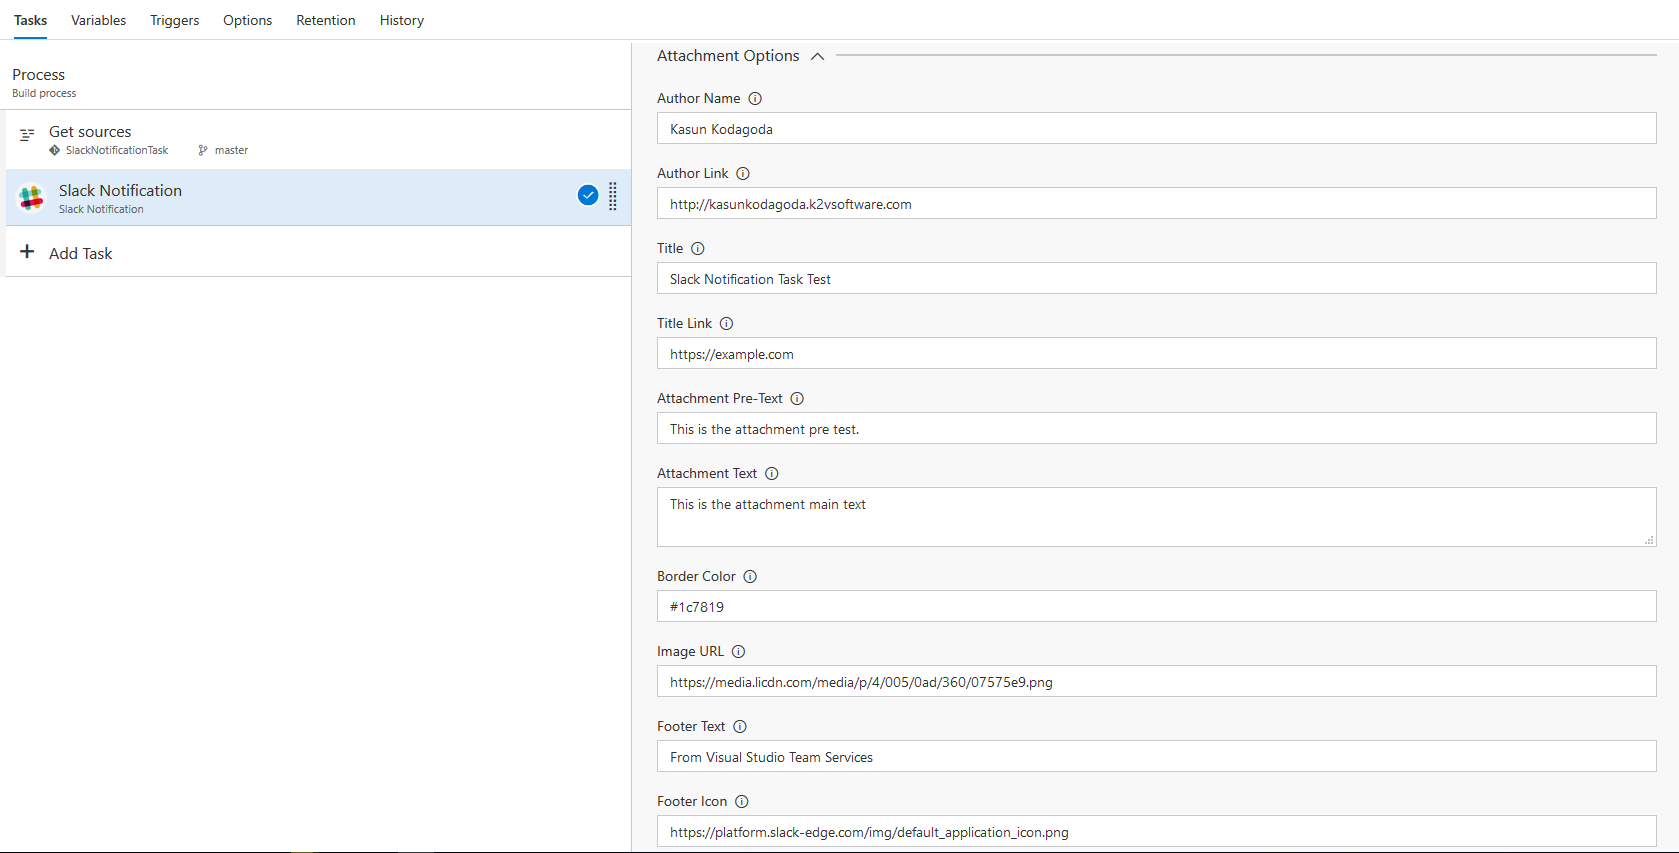 Tasks Variables Triggers Options Retention History
Process
Build process
Get sources
SlackNotificationTask master
Slack Notification
Slack Notification
Add Task
Attachment Options
Author Name
Kasun Kodagoda
Author Link
http://kasunkodagoda.k2vsoftware.com
Title
Slack Notification Task Test
Title Link
https://example.com
Attachment Pre-Text
This is the attachment pre test.
Attachment Text
This is the attachment main text
Border Color
#1c7819
Image URL
https://media.licdn.com/media/p/4/005/0ad/360/07575e9.png
Footer Text
From Visual Studio Team Services
Footer Icon
https://platform.slack-edge.com/img/default_application_icon.png